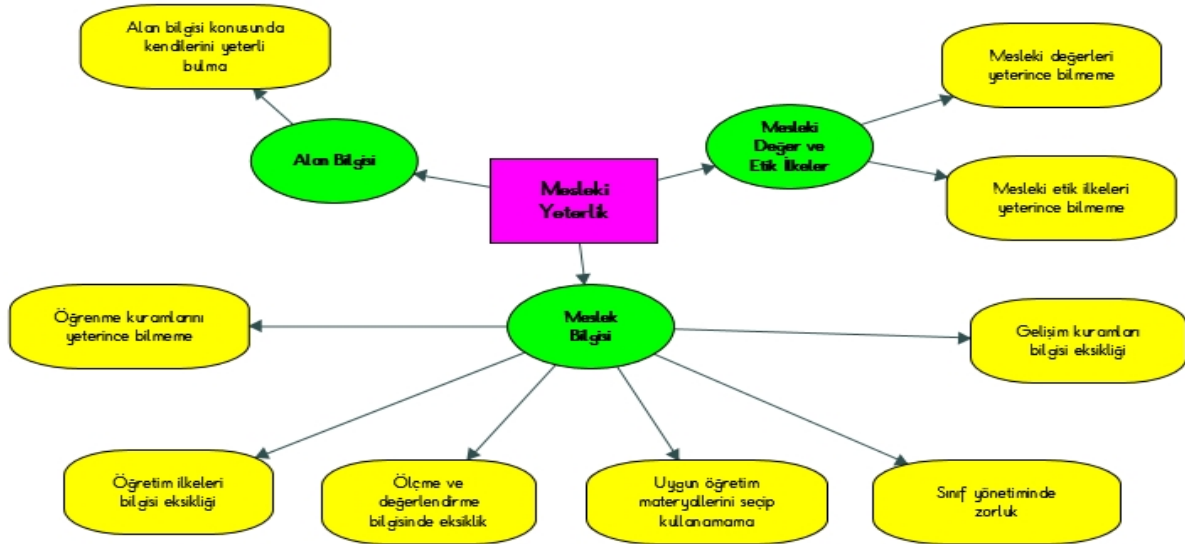 Alan bilgisi konusunda
kendilerini yeterli
bulma
Mesleki değerleri
yeterince bilmeme
Alan Bilgisi
Mesleki
Değer ve
Etik İlkeler
Mesleki
Yeterlik
Mesleki etik ilkeleri
yeterince bilmeme
Öğrenme kuramlarını
yeterince bilmeme
Meslek
Bilgisi
Gelişim kuramları
bilgisi eksikliği
Öğretim ilkeleri
bilgisi eksikliği
Ölçme ve
değerlendirme
bilgisinde eksiklik
Uygun öğretim
materyallerini seçip
kullanamama
Sınıf yönetiminde
zorluk